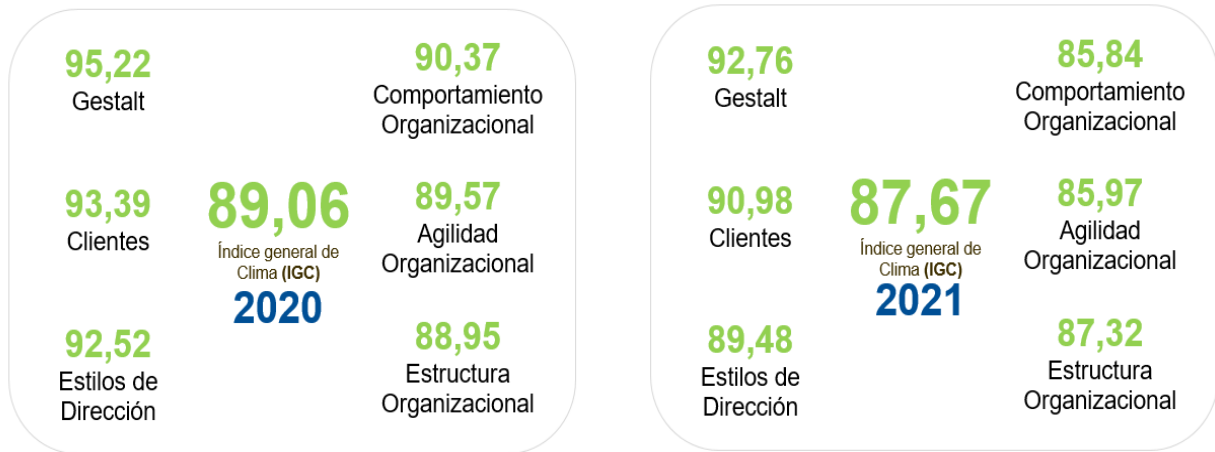 95,22
Gestalt
90,37
Comportamiento
Organizacional
93,39
Clientes
89,06
Índice general de
Clima (IGC)
2020
89,57
Agilidad
Organizacional
92,52
Estilos de
Dirección
88,95
Estructura
Organizacional
92,76
Gestalt
85,84
Comportamiento
Organizacional
90,98
Clientes
87,67
Índice general de
Clima (IGC)
2021
85,97
Agilidad
Organizacional
89,48
Estilos de
Dirección
87,32
Estructura
Organizacional